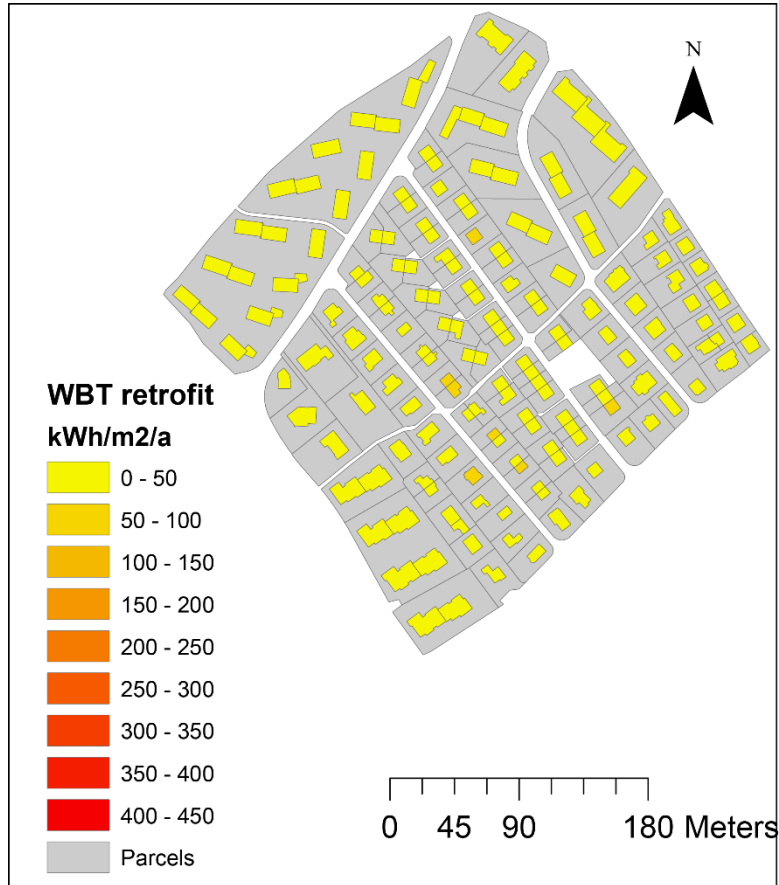 N
WBT retrofit
kWh/m2/a
0 - 50
50 - 100
100 - 150
150 - 200
200 - 250
250 - 300
300 - 350
350 - 400
400 - 450
Parcels
0 45 90 180 Meters